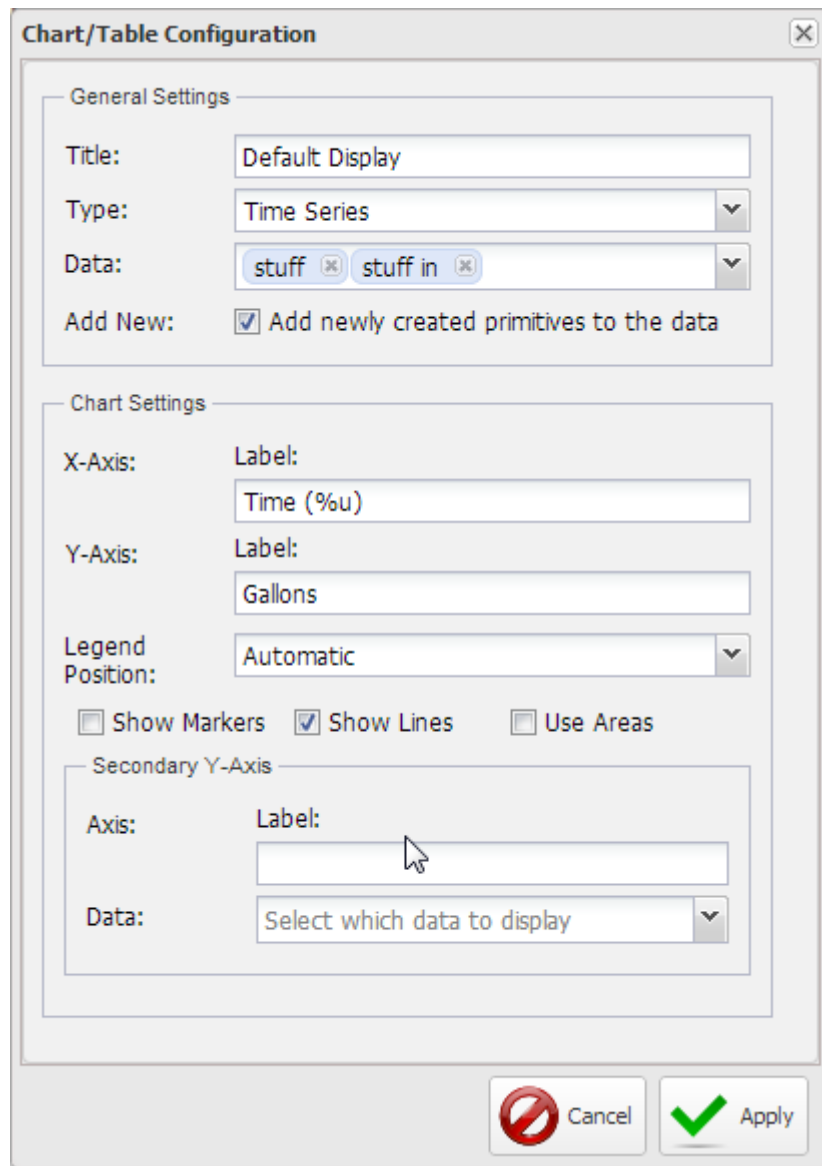 Chart/Table Configuration
General Settings
Title: Default Display
Type: Time Series
Data: stuff stuff in
Add New: Add newly created primitives to the data
Chart Settings
X-Axis: Label:
Time (%u)
Y-Axis: Label:
Gallons
Legend
Position: Automatic
Show Markers Show Lines Use Areas
Secondary Y-Axis
Axis: Label:
Data: Select which data to display
Cancel Apply